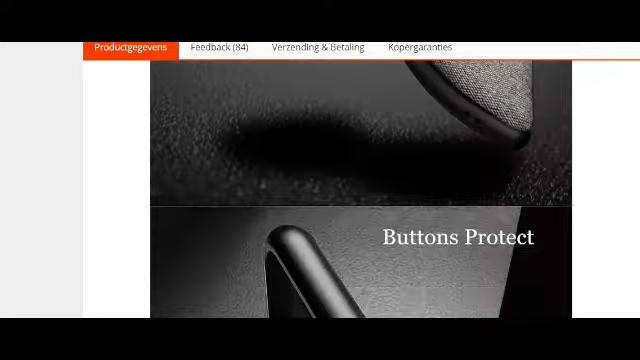 Productgegevens Feedback (84) Verzending & Betaling Kopergaranties
Buttons Protect